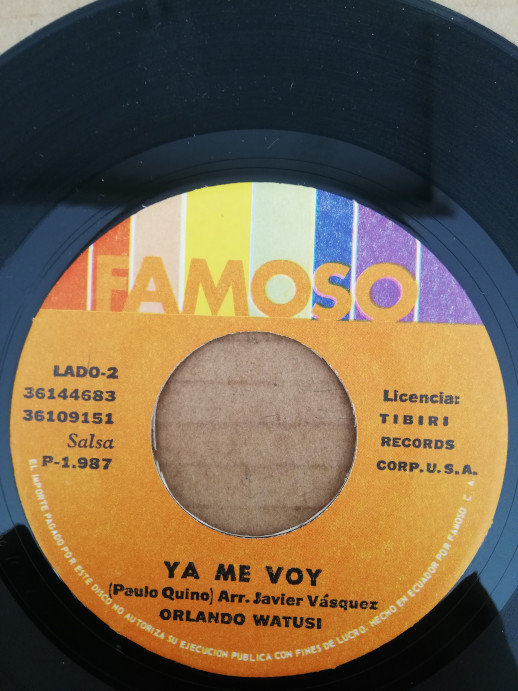 FAMOSO
LADO-2
36144683
36109151
Salsa
P-1.987
Licencia:
TIBIRI
RECORDS
CORP. U.S.A.
YA ME VOY
(Paulo Quino) Arr. Javier Vásquez
ORLANDO WATUSI
EL IMPORTE PAGADO POR ESTE DISCO NO AUTORIZA SU EJECUCION PUBLICA CON FINES DE LUCRO. HECHO EN ECUADOR POR FAMOSO C. A.